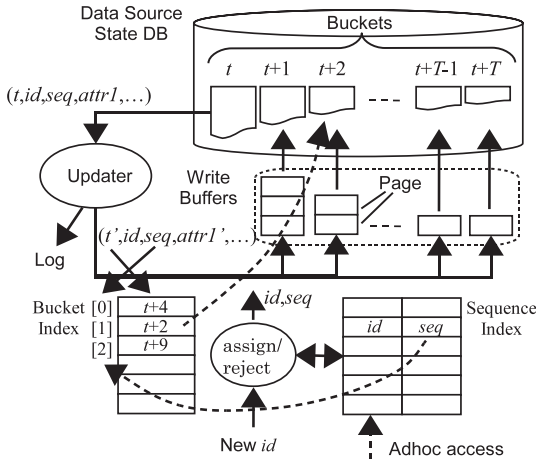 Data Source
State DB
Buckets
t t+1 t+2 t+T-1 t+T
(t,id,seq,attr1,…)
Updater
Write
Buffers
Page
Log
(t’,id,seq,attr1’,…)
id,seq
Bucket
Index
[0] t+4
[1] t+2
[2] t+9
assign/
reject
Sequence
Index
id seq
New id
Adhoc access